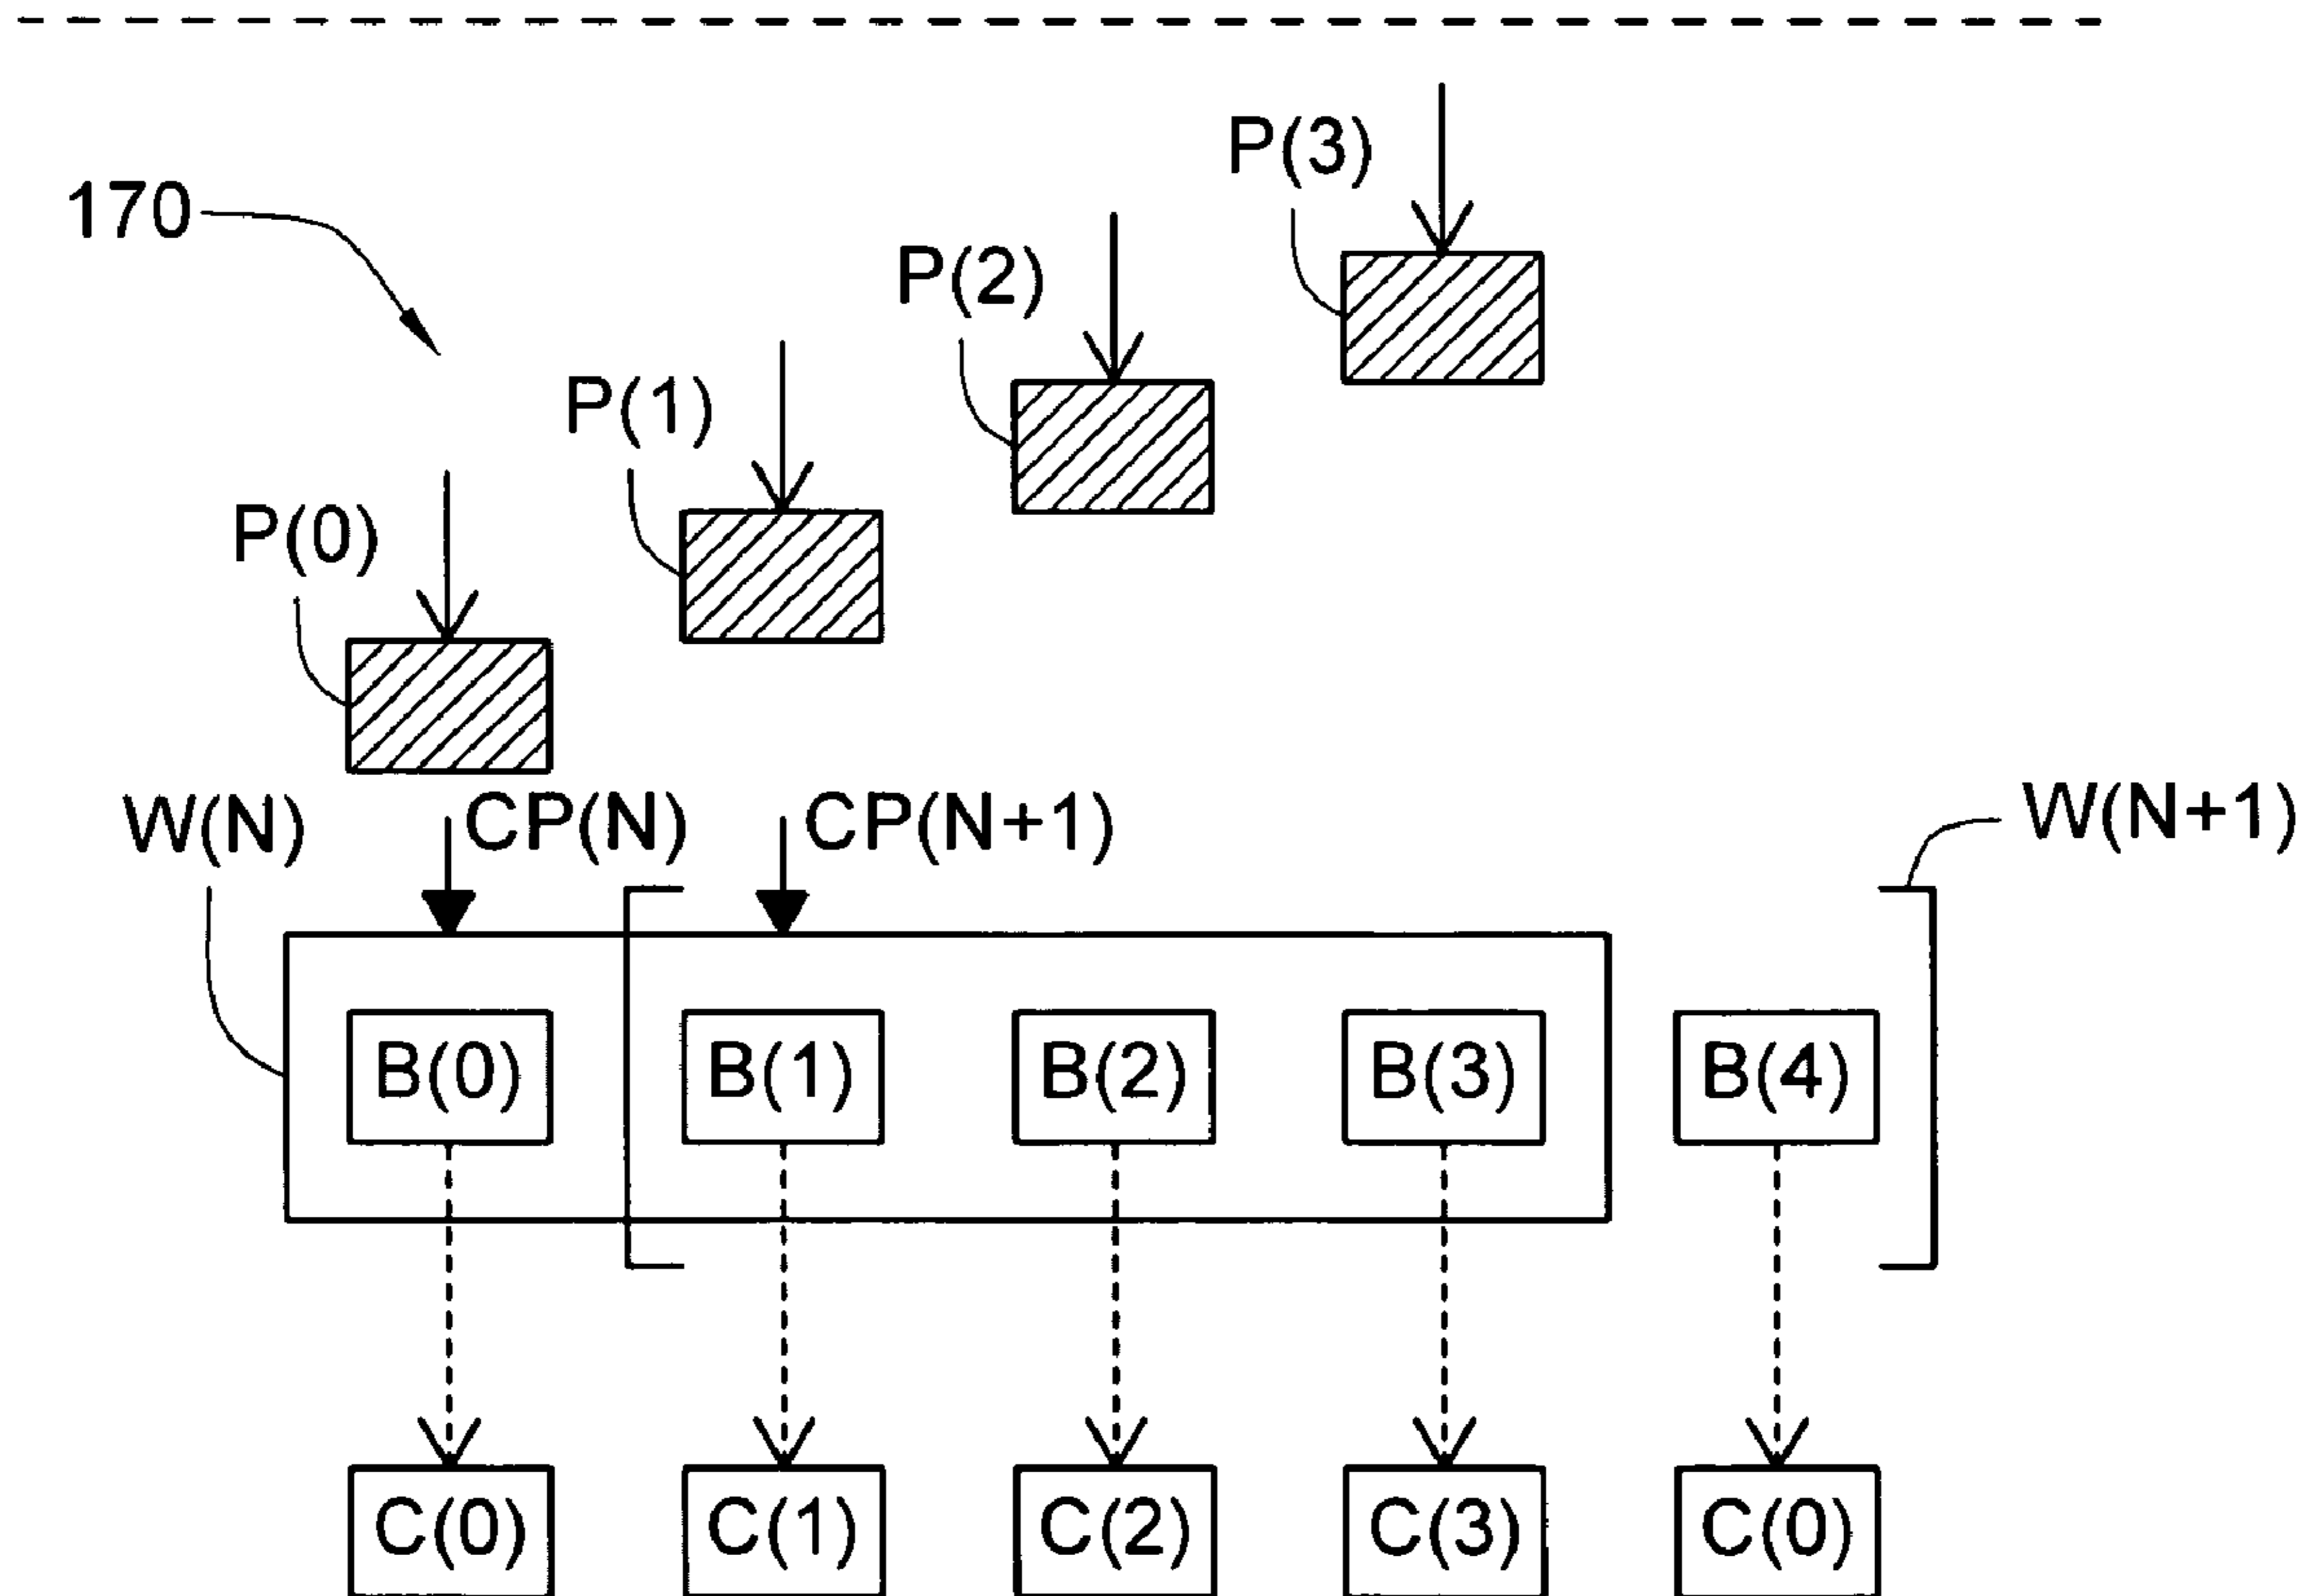 P(3)
170
P(2)
P(1)
P(0)
W(N) CP(N) CP(N+1) W(N+1)
B(0) B(1) B(2) B(3) B(4)
C(0) C(1) C(2) C(3) C(0)